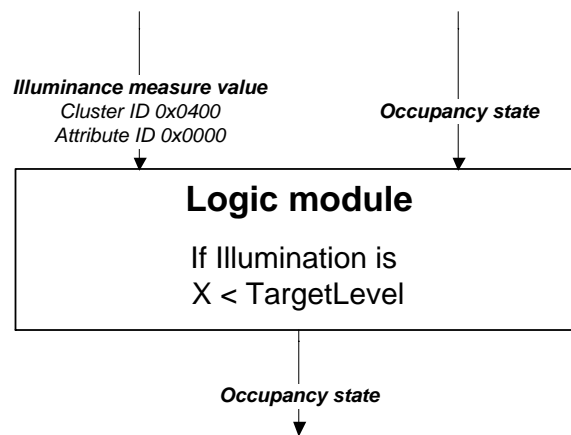 Illuminance measure value
Cluster ID 0x0400
Attribute ID 0x0000
Occupancy state
Logic module
If Illumination is
X < TargetLevel
Occupancy state